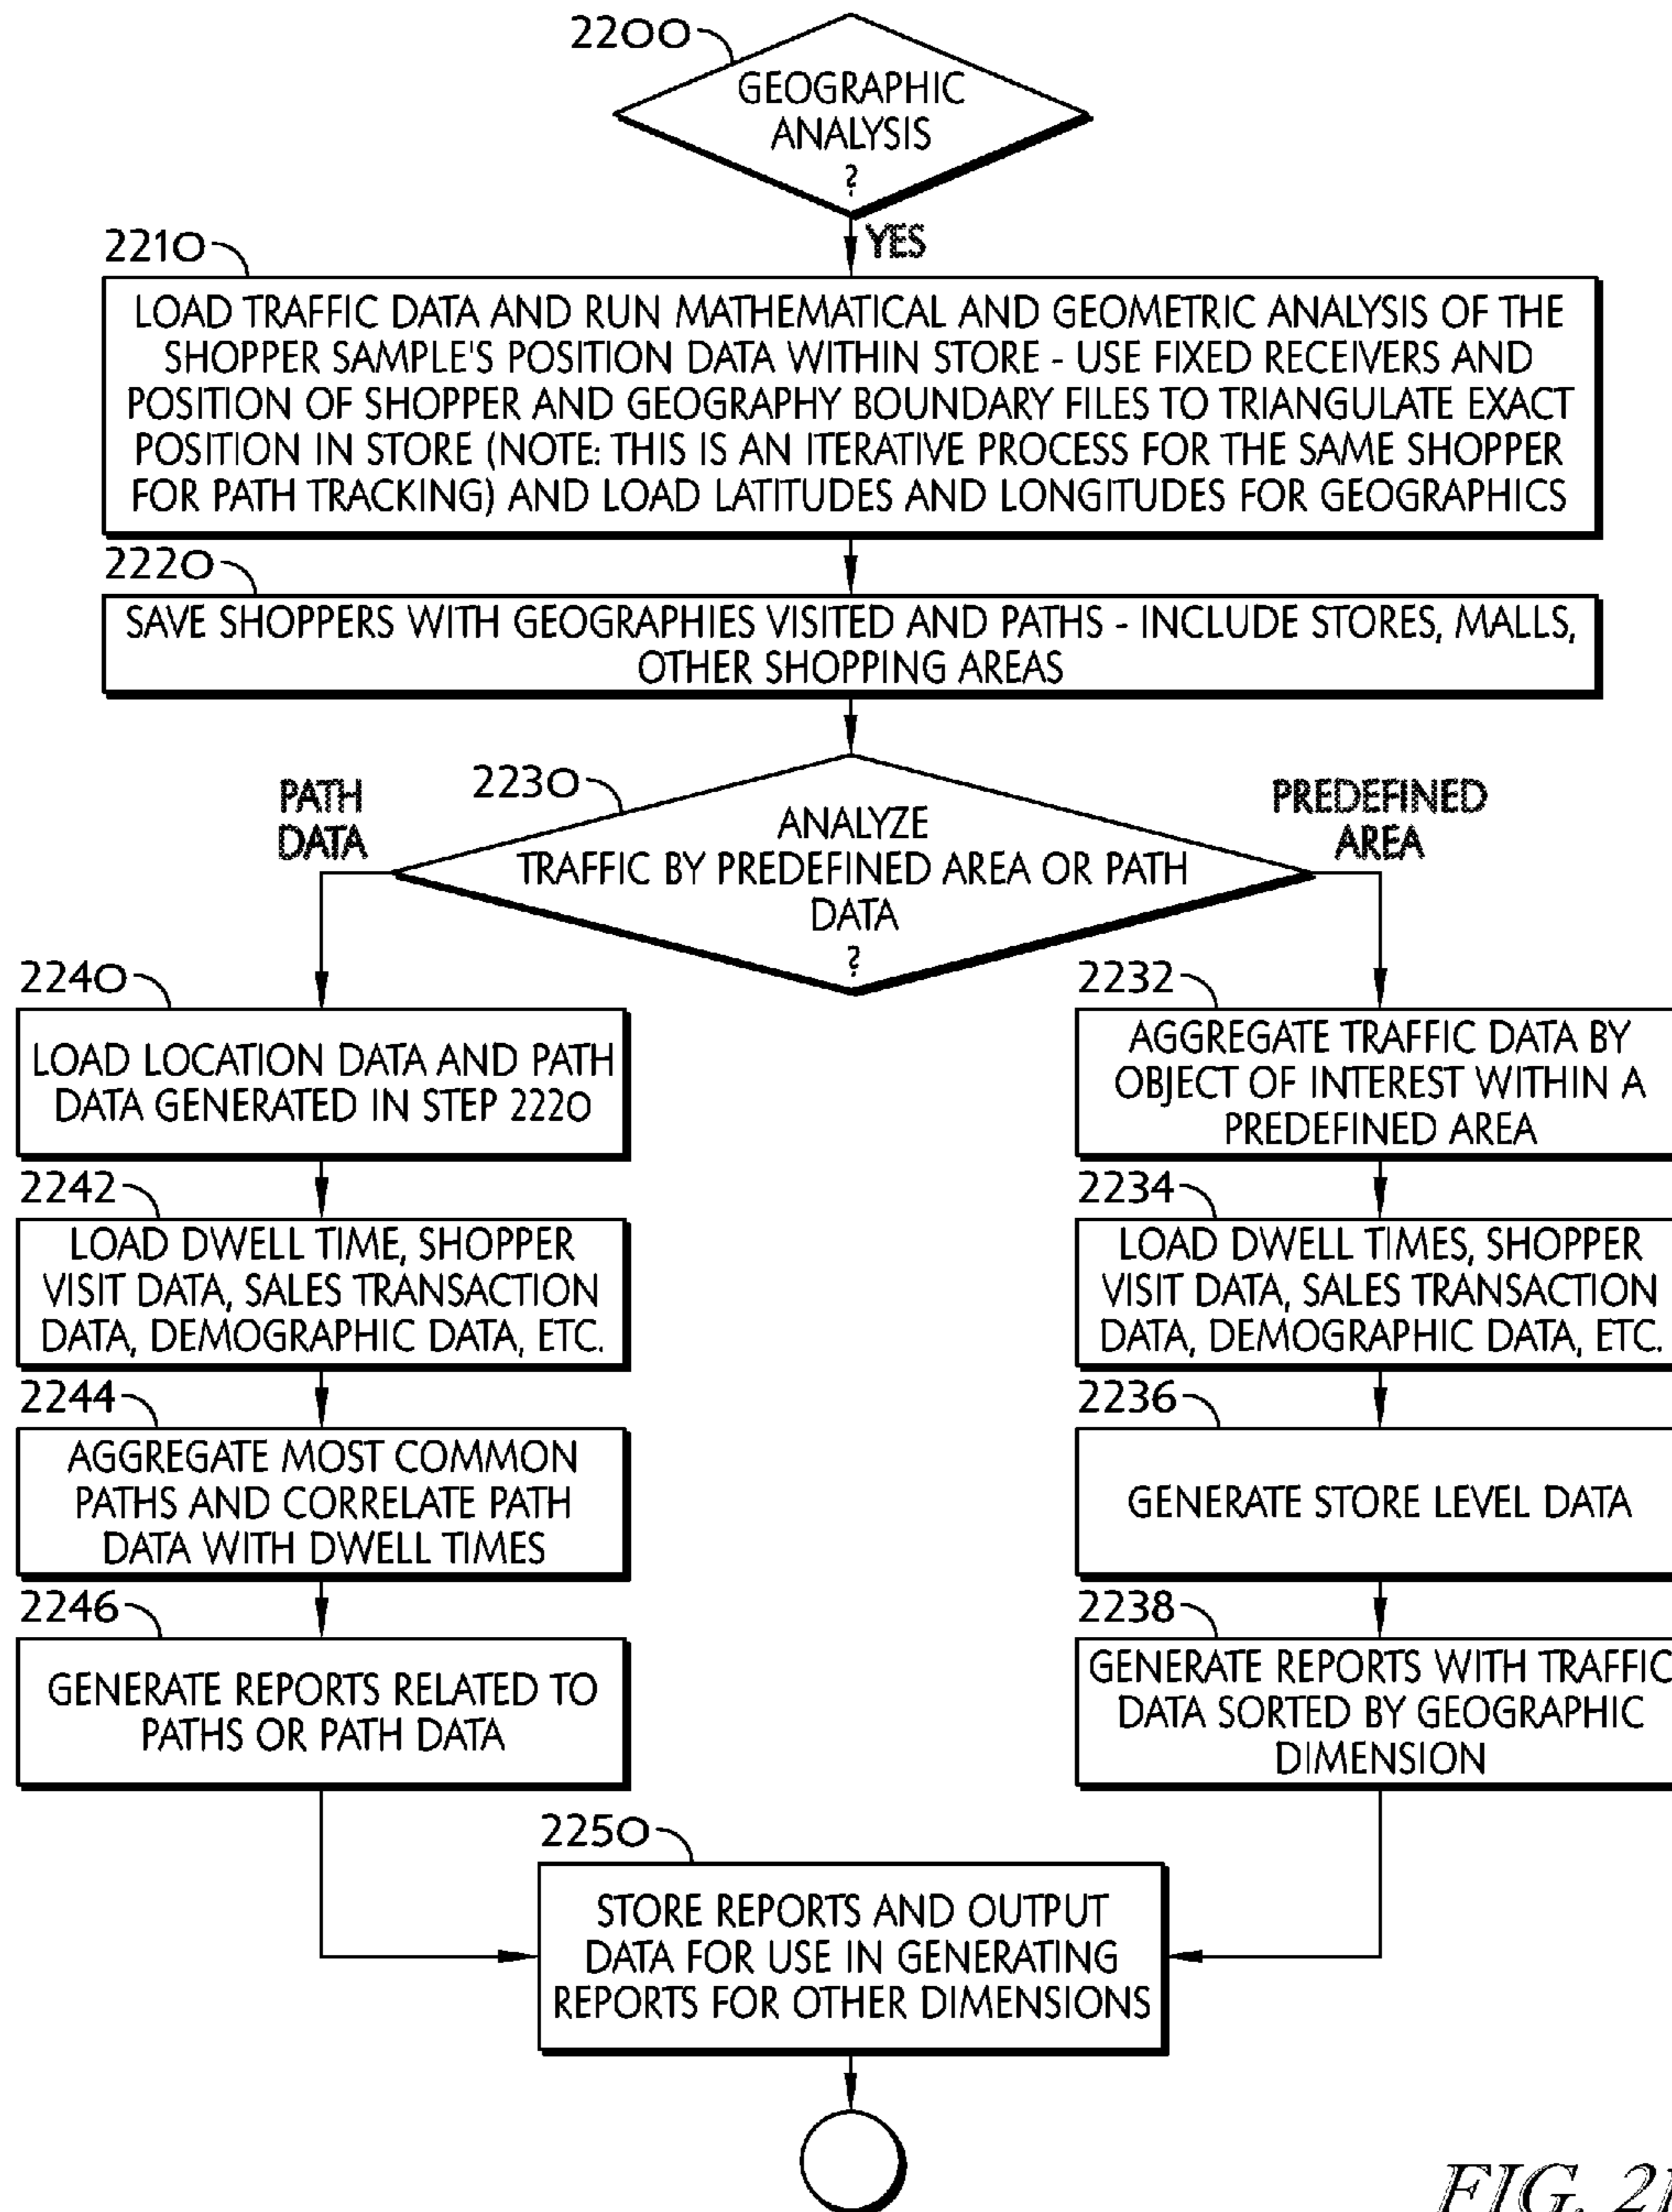 2200
GEOGRAPHIC
ANALYSIS
?
YES
2210
LOAD TRAFFIC DATA AND RUN MATHEMATICAL AND GEOMETRIC ANALYSIS OF THE
SHOPPER SAMPLE'S POSITION DATA WITHIN STORE - USE FIXED RECEIVERS AND
POSITION OF SHOPPER AND GEOGRAPHY BOUNDARY FILES TO TRIANGULATE EXACT
POSITION IN STORE (NOTE: THIS IS AN ITERATIVE PROCESS FOR THE SAME SHOPPER
FOR PATH TRACKING) AND LOAD LATITUDES AND LONGITUDES FOR GEOGRAPHICS
2220
SAVE SHOPPERS WITH GEOGRAPHIES VISITED AND PATHS - INCLUDE STORES, MALLS,
OTHER SHOPPING AREAS
2230
ANALYZE
TRAFFIC BY PREDEFINED AREA OR PATH
DATA
?
PATH
DATA
PREDEFINED
AREA
2240
LOAD LOCATION DATA AND PATH
DATA GENERATED IN STEP 2220
2242
LOAD DWELL TIME, SHOPPER
VISIT DATA, SALES TRANSACTION
DATA, DEMOGRAPHIC DATA, ETC.
2244
AGGREGATE MOST COMMON
PATHS AND CORRELATE PATH
DATA WITH DWELL TIMES
2246
GENERATE REPORTS RELATED TO
PATHS OR PATH DATA
2232
AGGREGATE TRAFFIC DATA BY
OBJECT OF INTEREST WITHIN A
PREDEFINED AREA
2234
LOAD DWELL TIMES, SHOPPER
VISIT DATA, SALES TRANSACTION
DATA, DEMOGRAPHIC DATA, ETC.
2236
GENERATE STORE LEVEL DATA
2238
GENERATE REPORTS WITH TRAFFIC
DATA SORTED BY GEOGRAPHIC
DIMENSION
2250
STORE REPORTS AND OUTPUT
DATA FOR USE IN GENERATING
REPORTS FOR OTHER DIMENSIONS
FIG.